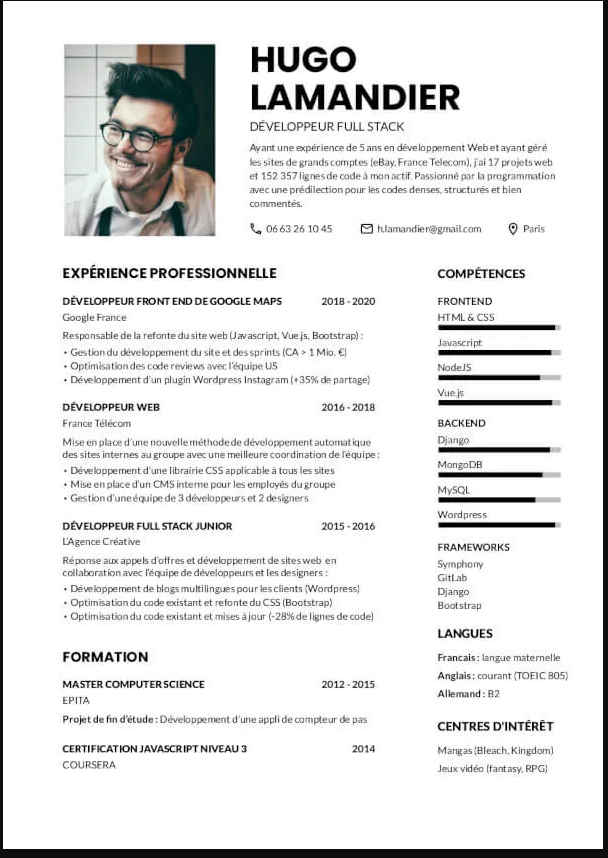 HUGO
LAMANDIER
DÉVELOPPEUR FULL STACK
Ayant une expérience de 5 ans en développement Web et ayant géré
les sites de grands comptes (eBay, France Telecom), j'ai 17 projets web
et 152 357 lignes de code à mon actif. Passionné par la programmation
avec une prédilection pour les codes denses, structurés et bien
commentés.
06 63 26 10 45
h.lamandier@gmail.com
Paris
EXPÉRIENCE PROFESSIONNELLE
DÉVELOPPEUR FRONT END DE GOOGLE MAPS 2018 - 2020
Google France
Responsable de la refonte du site web (Javascript, Vue.js, Bootstrap) :
• Gestion du développement du site et des sprints (CA > 1 Mio. €)
• Optimisation des code reviews avec l'équipe US
• Développement d'un plugin Wordpress Instagram (+35% de partage)
DÉVELOPPEUR WEB 2016 - 2018
France Télécom
Mise en place d'une nouvelle méthode de développement automatique
des sites internes au groupe avec une meilleure coordination de l'équipe :
• Développement d'une librairie CSS applicable à tous les sites
• Mise en place d'un CMS interne pour les employés du groupe
• Gestion d'une équipe de 3 développeurs et 2 designers
DÉVELOPPEUR FULL STACK JUNIOR 2015 - 2016
L'Agence Créative
Réponse aux appels d'offres et développement de sites web en
collaboration avec l'équipe de développeurs et les designers :
• Développement de blogs multilingues pour les clients (Wordpress)
• Optimisation du code existant et refonte du CSS (Bootstrap)
• Optimisation du code existant et mises à jour (-28% de lignes de code)
FORMATION
MASTER COMPUTER SCIENCE 2012 - 2015
EPITA
Projet de fin d'étude : Développement d'une appli de compteur de pas
CERTIFICATION JAVASCRIPT NIVEAU 3 2014
COURSERA
COMPÉTENCES
FRONTEND
HTML & CSS
Javascript
NodeJS
Vue.js
BACKEND
Django
MongoDB
MySQL
Wordpress
FRAMEWORKS
Symphony
GitLab
Django
Bootstrap
LANGUES
Francais : langue maternelle
Anglais : courant (TOEIC 805)
Allemand : B2
CENTRES D'INTÉRÊT
Mangas (Bleach, Kingdom)
Jeux vidéo (fantasy, RPG)